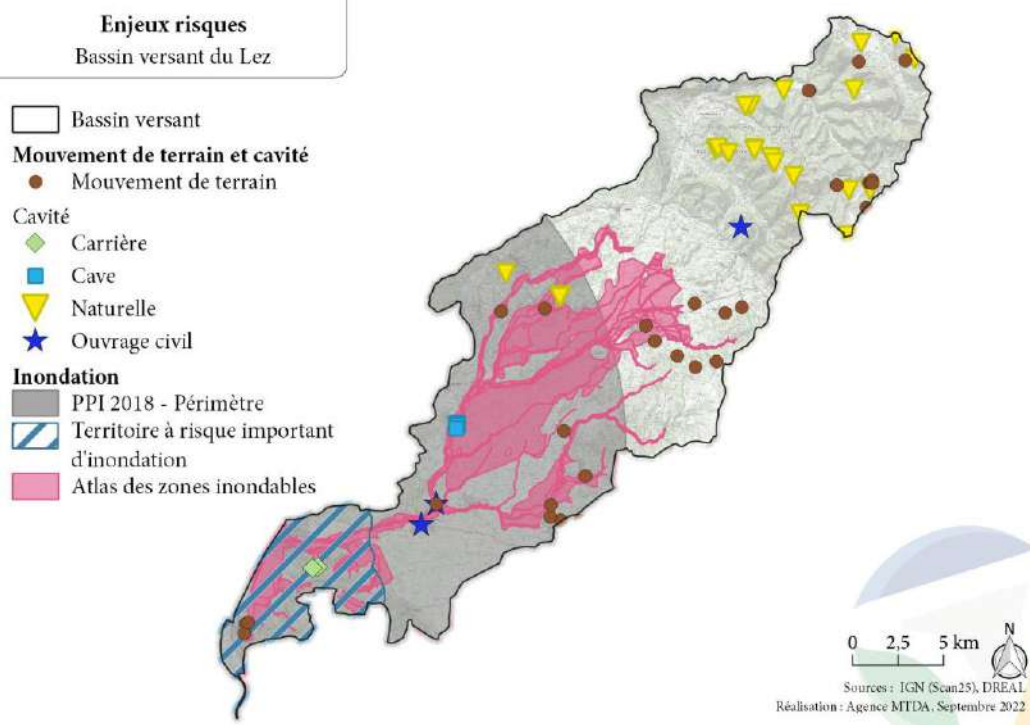 Enjeux risques
Bassin versant du Lez
Bassin versant
Mouvement de terrain et cavité
Mouvement de terrain
Cavité
Carrière
Cave
Naturelle
Ouvrage civil
Inondation
PPI 2018 - Périmètre
Territoire à risque important
d'inondation
Atlas des zones inondables
N
0 2,5 5 km
Sources : IGN (Scan25), DREAL
Réalisation : Agence MTDA, Septembre 2022